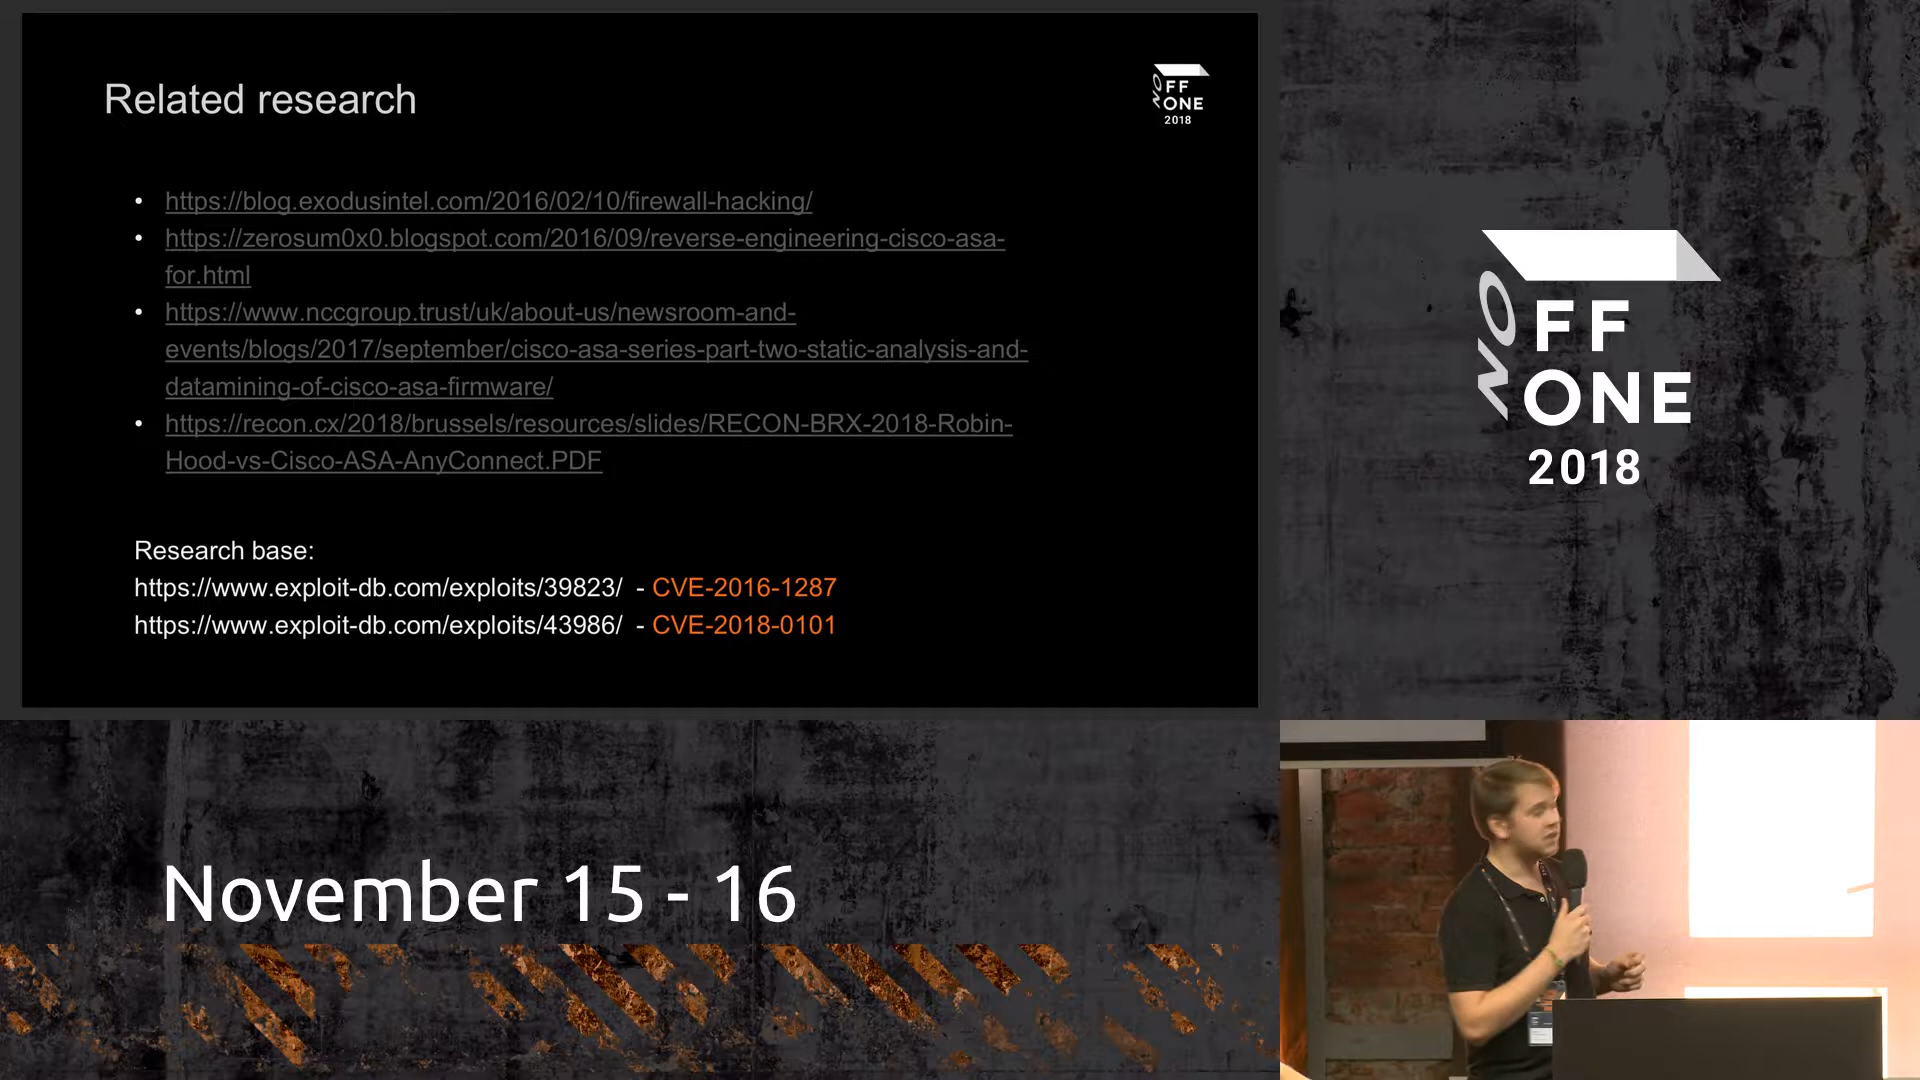 Related research
OFF
ZONE
2018
• https://blog.exodusintel.com/2016/02/10/firewall-hacking/
• https://zerosum0x0.blogspot.com/2016/09/reverse-engineering-cisco-asa-
for.html
• https://www.nccgroup.trust/uk/about-us/newsroom-and-
events/blogs/2017/september/cisco-asa-series-part-two-static-analysis-and-
datamining-of-cisco-asa-firmware/
• https://recon.cx/2018/brussels/resources/slides/RECON-BRX-2018-Robin-
Hood-vs-Cisco-ASA-AnyConnect.PDF
Research base:
https://www.exploit-db.com/exploits/39823/ - CVE-2016-1287
https://www.exploit-db.com/exploits/43986/ - CVE-2018-0101
OFF
ZONE
2018
November 15 - 16